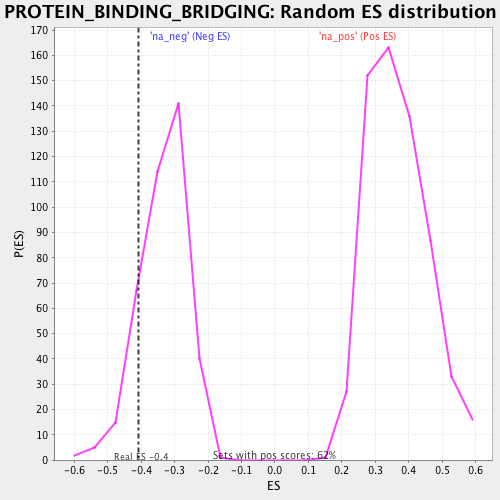 PROTEIN_BINDING_BRIDGING: Random ES distribution
'na_neg' (Neg ES)
'na_pos' (Pos ES)
170
160
150
140
130
120
110
100
90
80
70
60
50
40
30
20
10
0
P(ES)
Real ES -0.4
Sets with pos scores: 62%
-0.6 -0.5 -0.4 -0.3 -0.2 -0.1 0.0 0.1 0.2 0.3 0.4 0.5 0.6
ES